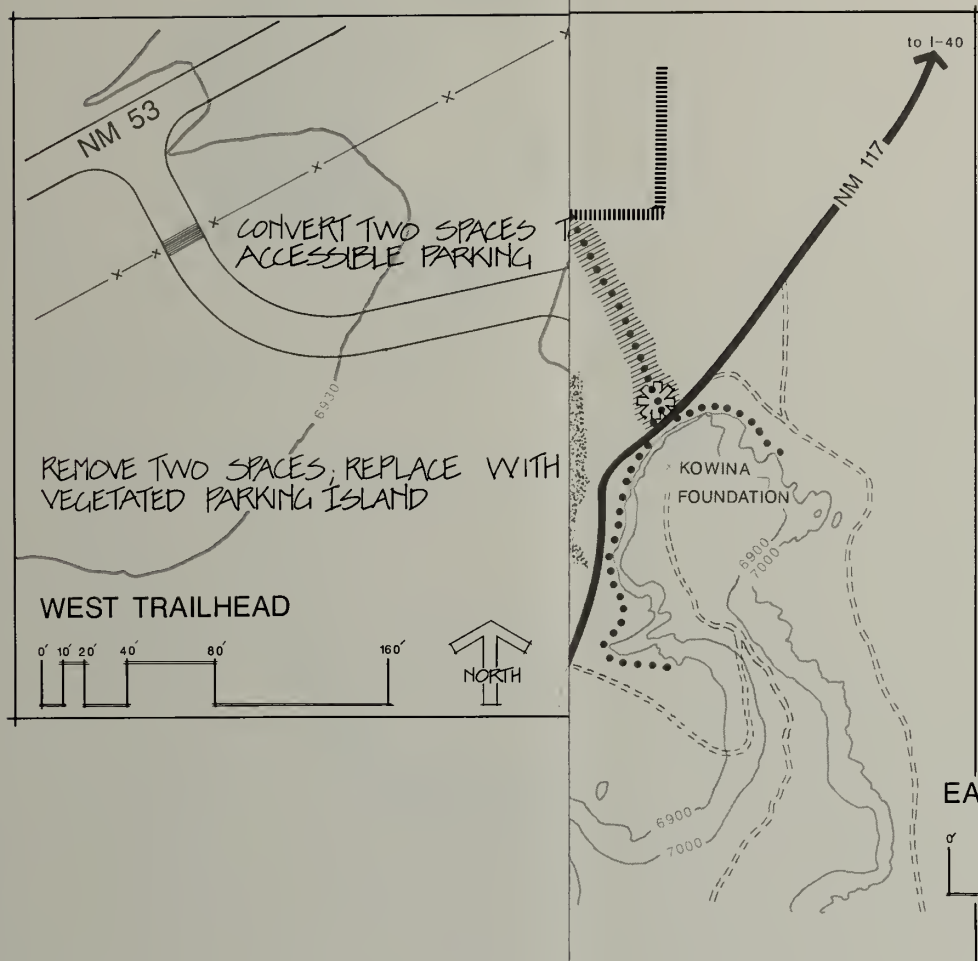 NM 53
CONVERT TWO SPACES T
ACCESSIBLE PARKING
6930
REMOVE TWO SPACES; REPLACE WITH
VEGETATED PARKING ISLAND
WEST TRAILHEAD
0' 10' 20' 40' 80' 160'
NORTH
to I-40
NM 117
KOWINA
FOUNDATION
6900
7000
6900
7000
EA
0'